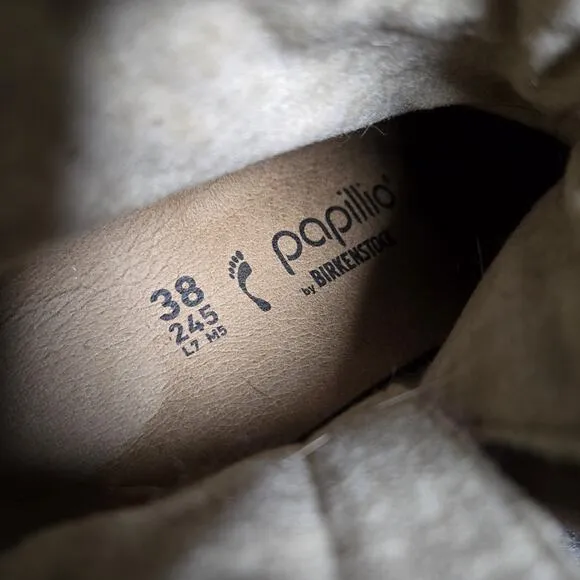 38
245
L7 M5
papillio
by BIRKENSTOCK